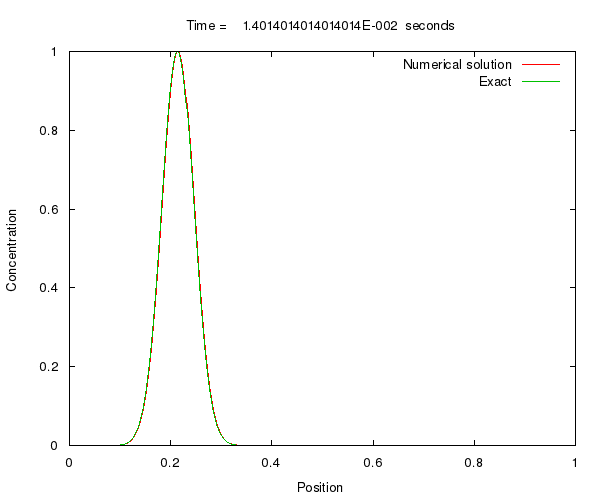 Time =    1.4014014014014014E-002  seconds
Numerical solution
Exact
1
0.8
0.6
0.4
0.2
0
Concentration
0 0.2 0.4 0.6 0.8 1
Position